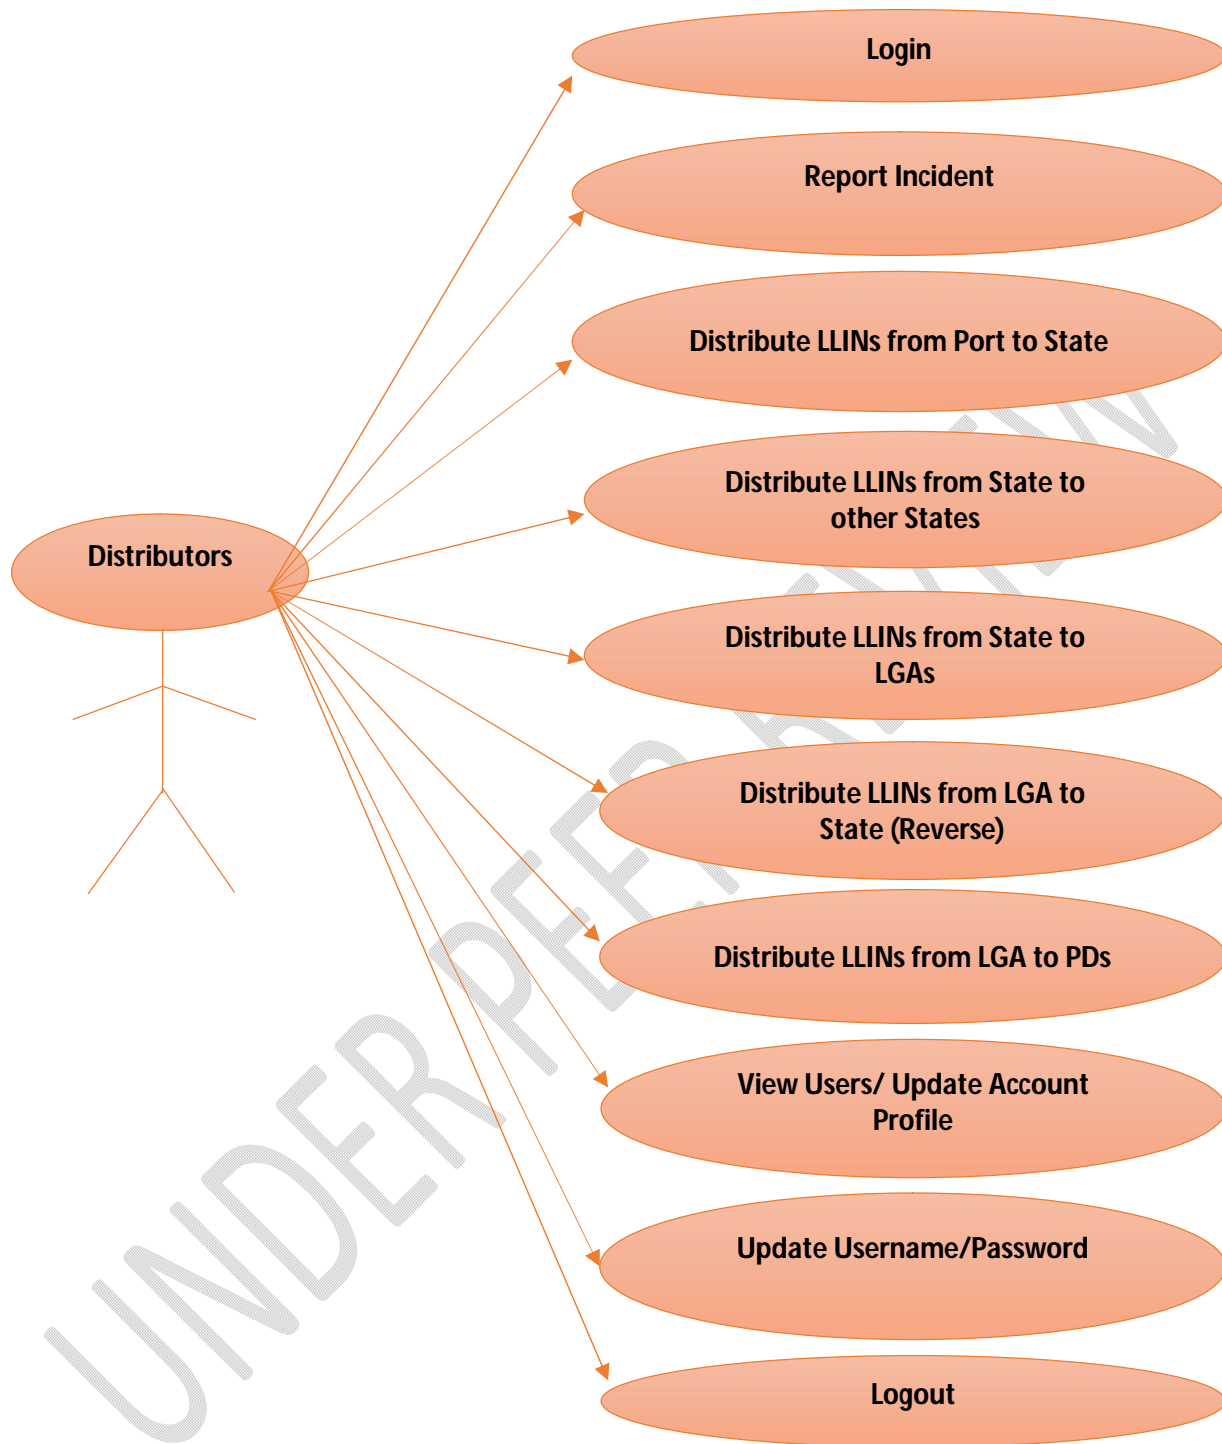 Login
Report Incident
Distribute LLINs from Port to State
Distribute LLINs from State to
other States
Distributors
Distribute LLINs from State to
LGAs
Distribute LLINs from LGA to
State (Reverse)
Distribute LLINs from LGA to PDs
View Users/ Update Account
Profile
Update Username/Password
Logout
UNDER PEER REVIEW